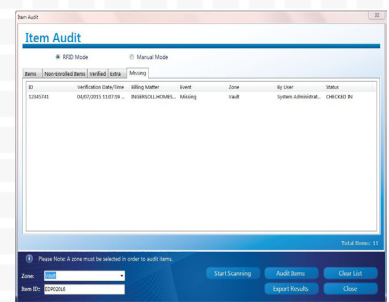 Item Audit
Item Audit
RFID Mode Manual Mode
Items Non-Enrolled Items Verified Extra Missing
ID Verification Date/Time Billing Matter Event Zone By User Status
12345741 04/07/2015 11:07:59 ... INGERSOLL.HOMES... Missing Vault System Administrat... CHECKED IN
Total Items: 11
Please Note: A zone must be selected in order to audit items.
Zone: Vault Start Scanning Audit Items Clear List
Item ID: Export Results Close